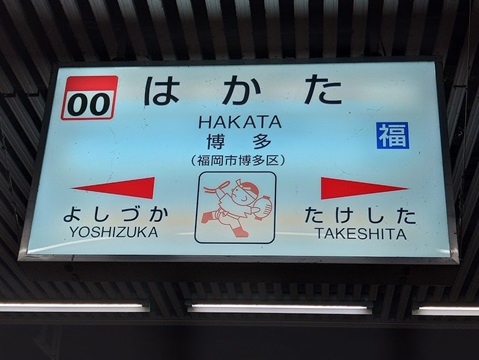 00
はかた
HAKATA
博多
(福岡市博多区)
福
よしづか
YOSHIZUKA
たけした
TAKESHITA